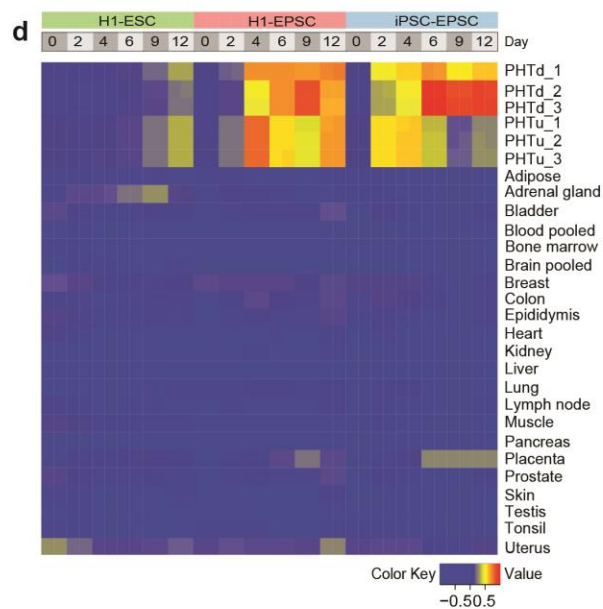 d
H1-ESC H1-EPSC iPSC-EPSC
0 2 4 6 9 12 0 2 4 6 9 12 0 2 4 6 9 12 Day
PHTd_1
PHTd_2
PHTd_3
PHTu_1
PHTu_2
PHTu_3
Adipose
Adrenal gland
Bladder
Blood pooled
Bone marrow
Brain pooled
Breast
Colon
Epididymis
Heart
Kidney
Liver
Lung
Lymph node
Muscle
Pancreas
Placenta
Prostate
Skin
Testis
Tonsil
Uterus
Color Key Value
−0.50.5